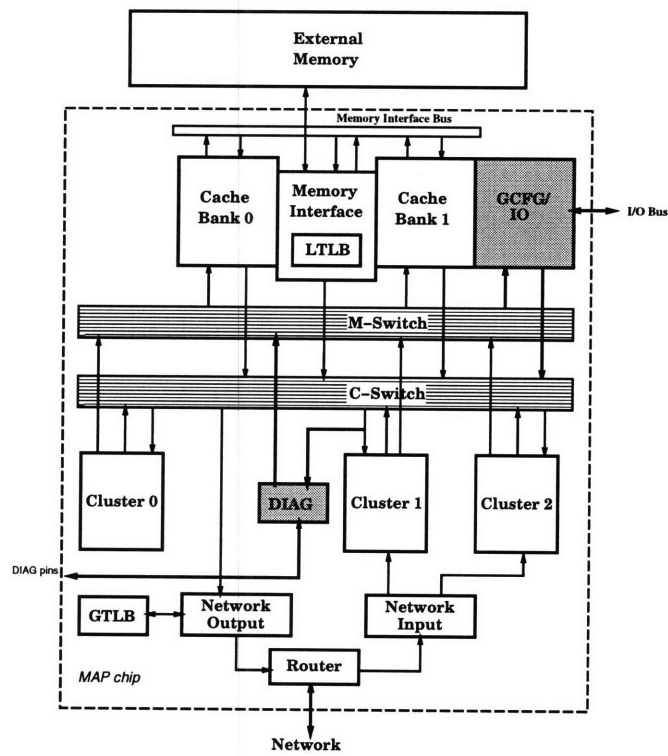 External
Memory
Memory Interface Bus
Cache
Bank 0
Memory
Interface
LTLB
Cache
Bank 1
GCFG/
IO
I/O Bus
M-Switch
C-Switch
Cluster 0
DIAG
Cluster 1
Cluster 2
DIAG pins
GTLB
Network
Output
Network
Input
Router
MAP chip
Network